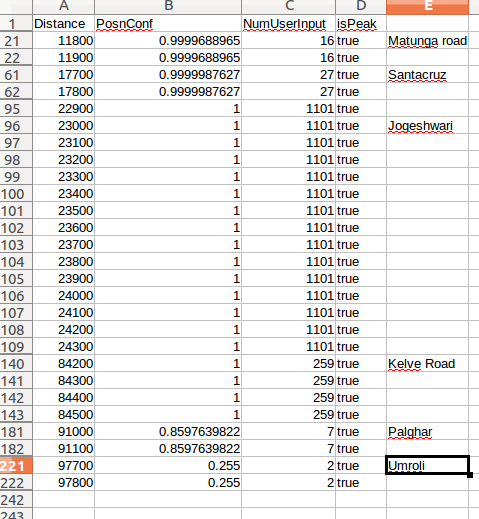 A B C D E
1 Distance PosnConf NumUserInput isPeak
21 11800 0.9999688965 16 true Matunga road
22 11900 0.9999688965 16 true
61 17700 0.9999987627 27 true Santacruz
62 17800 0.9999987627 27 true
95 22900 1 1101 true
96 23000 1 1101 true Jogeshwari
97 23100 1 1101 true
98 23200 1 1101 true
99 23300 1 1101 true
100 23400 1 1101 true
101 23500 1 1101 true
102 23600 1 1101 true
103 23700 1 1101 true
104 23800 1 1101 true
105 23900 1 1101 true
106 24000 1 1101 true
107 24100 1 1101 true
108 24200 1 1101 true
109 24300 1 1101 true
140 84200 1 259 true Kelve Road
141 84300 1 259 true
142 84400 1 259 true
143 84500 1 259 true
181 91000 0.8597639822 7 true Palghar
182 91100 0.8597639822 7 true
221 97700 0.255 2 true Umroli
222 97800 0.255 2 true
242
243